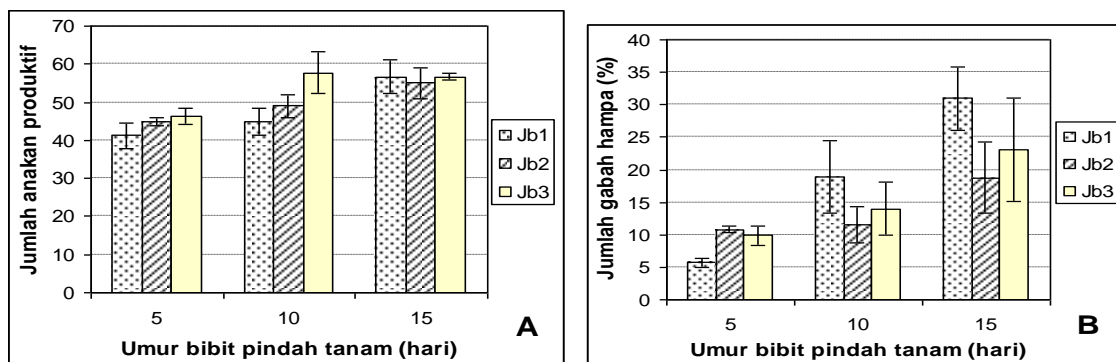 Jumlah anakan produktif
70
60
50
40
30
20
10
0
5 10 15
Umur bibit pindah tanam (hari)
Jb1
Jb2
Jb3
A
Jumlah gabah hampa (%)
40
35
30
25
20
15
10
5
0
5 10 15
Umur bibit pindah tanam (hari)
Jb1
Jb2
Jb3
B